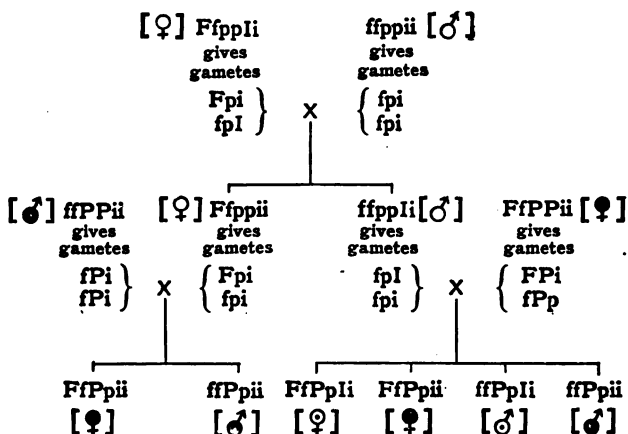 [♀] FfppIi ffppii [♂]
gives gives
gametes gametes
Fpi } x { fpi
fpI fpi
[♂] ffPPii [♀] Ffppii ffppIi [♂] FfPPii [♀]
gives gives gives gives
gametes gametes gametes gametes
fPi } x { Fpi fpI } x { FPi
fPi fpi fpi fPp
FfPpii ffPpii FfPpIi FfPpii ffPpIi ffPpii
[♀] [♂] [♀] [♀] [♂] [♂]